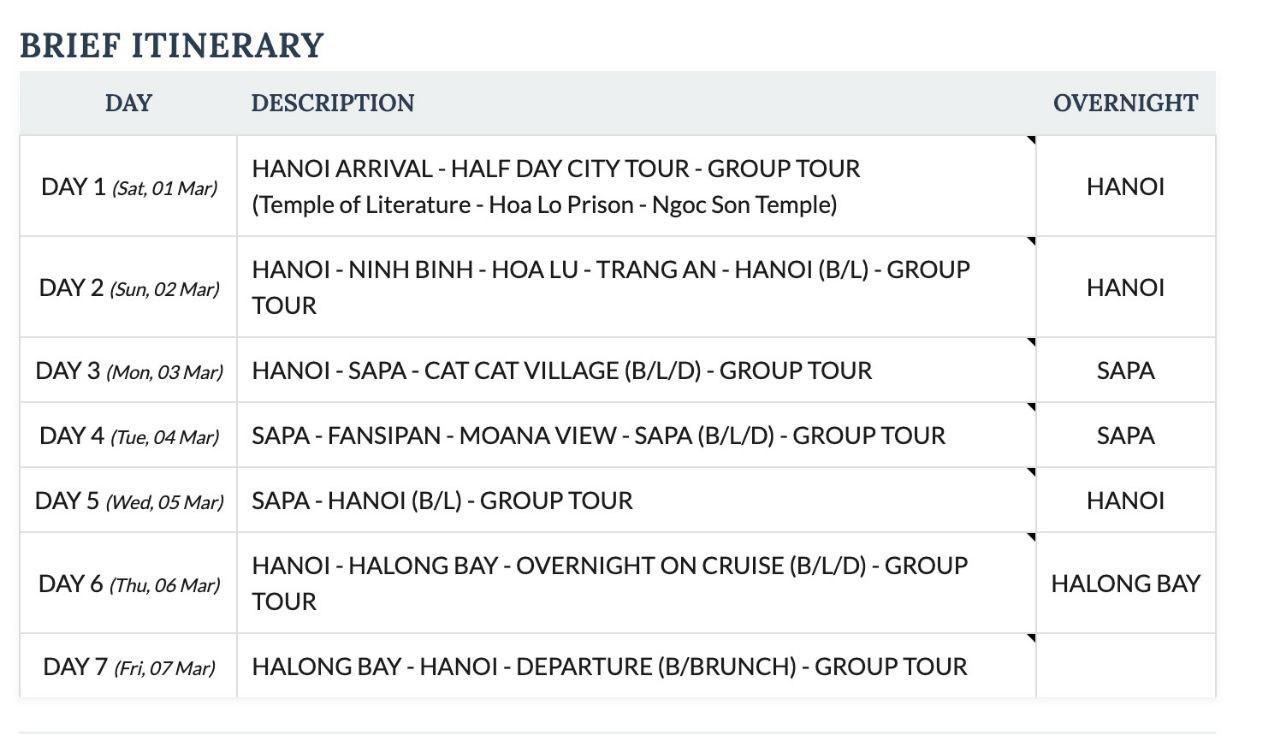 BRIEF ITINERARY
DAY DESCRIPTION OVERNIGHT
DAY 1 (Sat, 01 Mar) HANOI ARRIVAL - HALF DAY CITY TOUR - GROUP TOUR
(Temple of Literature - Hoa Lo Prison - Ngoc Son Temple) HANOI
DAY 2 (Sun, 02 Mar) HANOI - NINH BINH - HOA LU - TRANG AN - HANOI (B/L) - GROUP
TOUR HANOI
DAY 3 (Mon, 03 Mar) HANOI - SAPA - CAT CAT VILLAGE (B/L/D) - GROUP TOUR SAPA
DAY 4 (Tue, 04 Mar) SAPA - FANSIPAN - MOANA VIEW - SAPA (B/L/D) - GROUP TOUR SAPA
DAY 5 (Wed, 05 Mar) SAPA - HANOI (B/L) - GROUP TOUR HANOI
DAY 6 (Thu, 06 Mar) HANOI - HALONG BAY - OVERNIGHT ON CRUISE (B/L/D) - GROUP
TOUR HALONG BAY
DAY 7 (Fri, 07 Mar) HALONG BAY - HANOI - DEPARTURE (B/BRUNCH) - GROUP TOUR